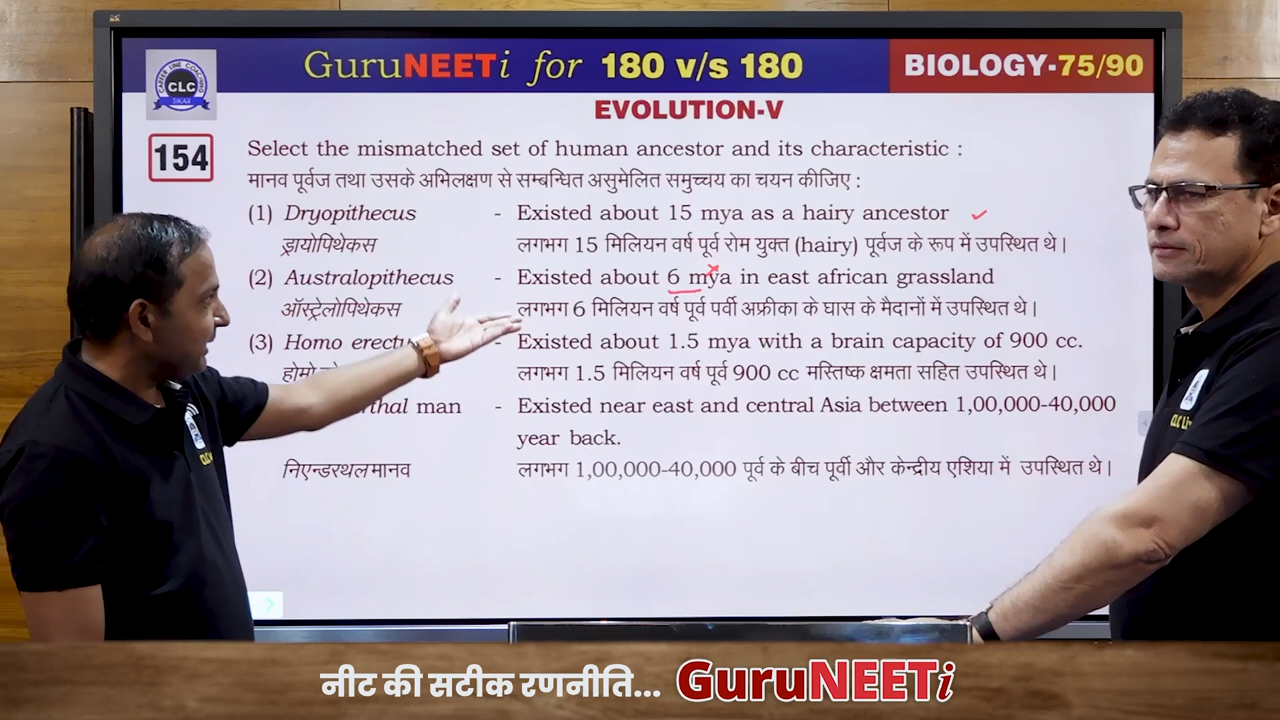 GuruNEETi for 180 v/s 180
BIOLOGY-75/90
CAREER LINE COACHING
CLC
SIKAR
EVOLUTION-V
154
Select the mismatched set of human ancestor and its characteristic :
मानव पूर्वज तथा उसके अभिलक्षण से सम्बन्धित असुमेलित समुच्चय का चयन कीजिए :
(1) Dryopithecus - Existed about 15 mya as a hairy ancestor
ड्रायोपिथेकस लगभग 15 मिलियन वर्ष पूर्व रोम युक्त (hairy) पूर्वज के रूप में उपस्थित थे।
(2) Australopithecus - Existed about 6 mya in east african grassland
ऑस्ट्रेलोपिथेकस लगभग 6 मिलियन वर्ष पूर्व पर्वी अफ्रीका के घास के मैदानों में उपस्थित थे।
(3) Homo - Existed about 1.5 mya with a brain capacity of 900 cc.
होमो लगभग 1.5 मिलियन वर्ष पूर्व 900 cc मस्तिष्क क्षमता सहित उपस्थित थे।
man - Existed near east and central Asia between 1,00,000-40,000
year back.
निएन्डरथल मानव लगभग 1,00,000-40,000 पूर्व के बीच पूर्वी और केन्द्रीय एशिया में उपस्थित थे।
नीट की सटीक रणनीति... GuruNEETi